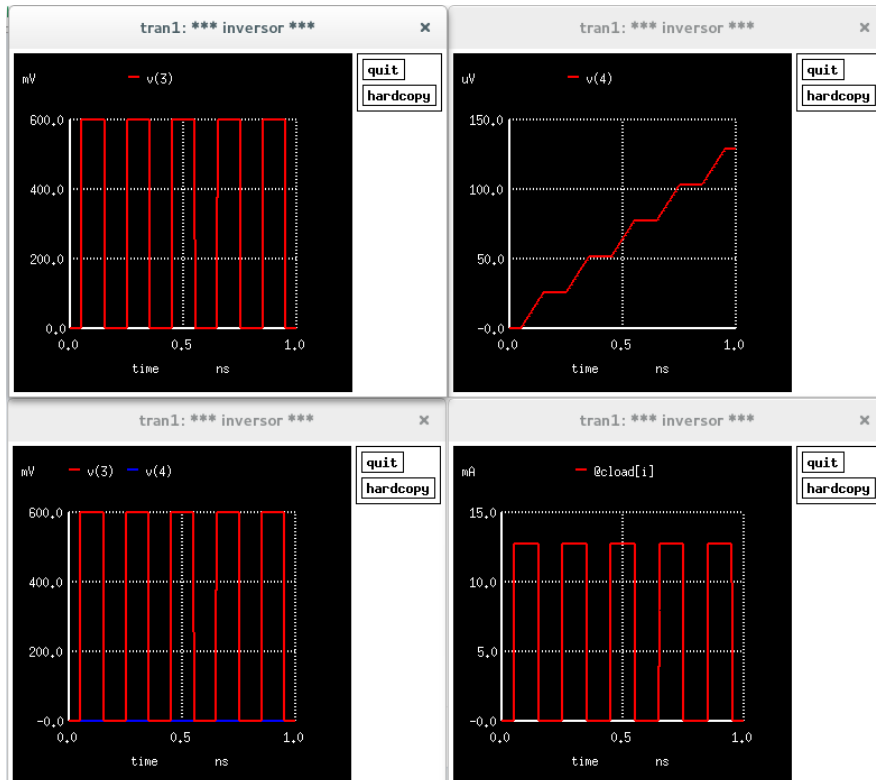 tran1: *** inversor *** ×
mV v(3)
quit
hardcopy
600.0
400.0
200.0
0.0
0.0 0.5 1.0
time ns
tran1: *** inversor *** ×
uV v(4)
quit
hardcopy
150.0
100.0
50.0
-0.0
0.0 0.5 1.0
time ns
tran1: *** inversor *** ×
mV v(3) v(4)
quit
hardcopy
600.0
400.0
200.0
-0.0
0.0 0.5 1.0
time ns
tran1: *** inversor *** ×
mA @cload[i]
quit
hardcopy
15.0
10.0
5.0
-0.0
0.0 0.5 1.0
time ns